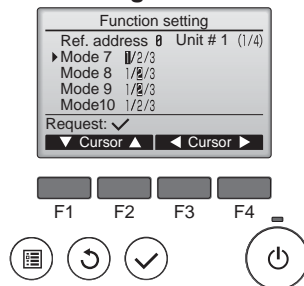 Function setting
Ref. address 0 Unit # 1 (1/4)
Mode 7 1/2/3
Mode 8 1/2/3
Mode 9 1/2/3
Mode10 1/2/3
Request: ✓
▼ Cursor ▲ ◀ Cursor ▶
F1 F2 F3 F4